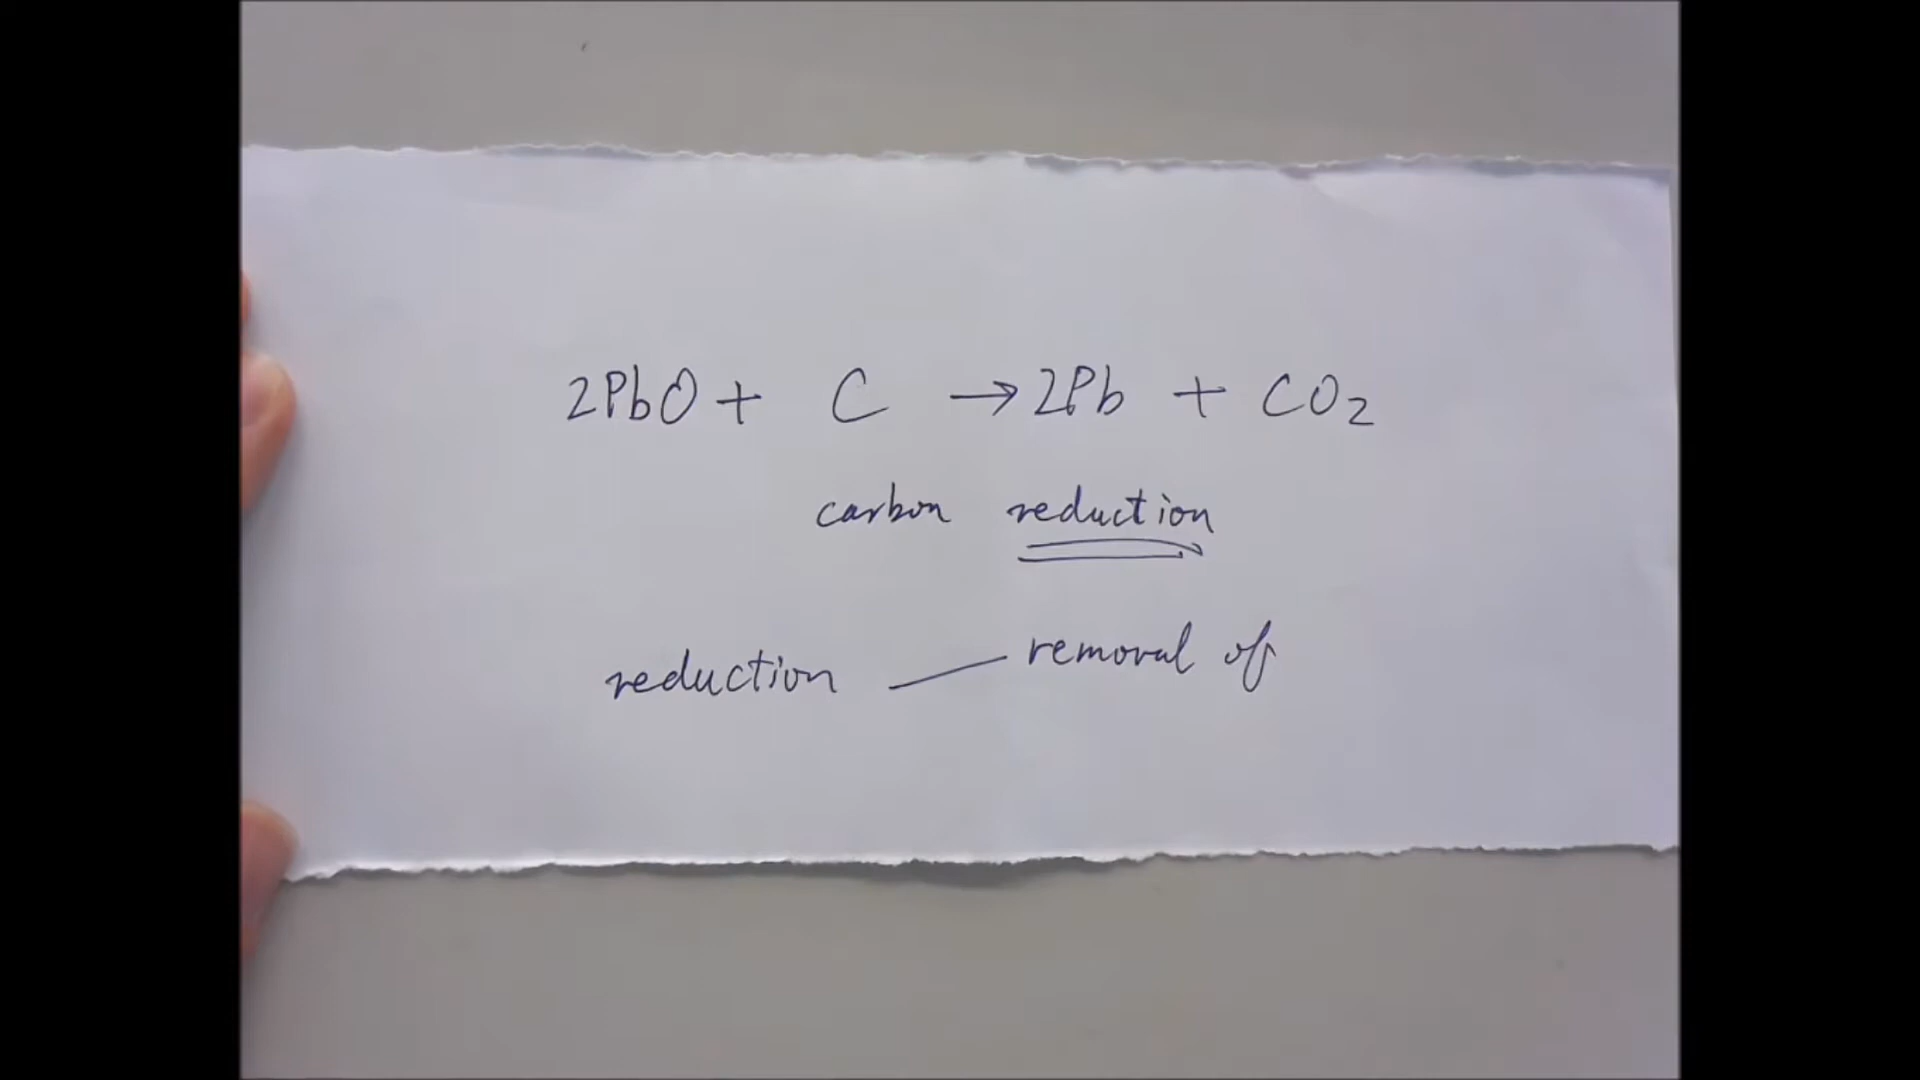 2PbO + C → 2Pb + CO₂
carbon reduction
reduction — removal of